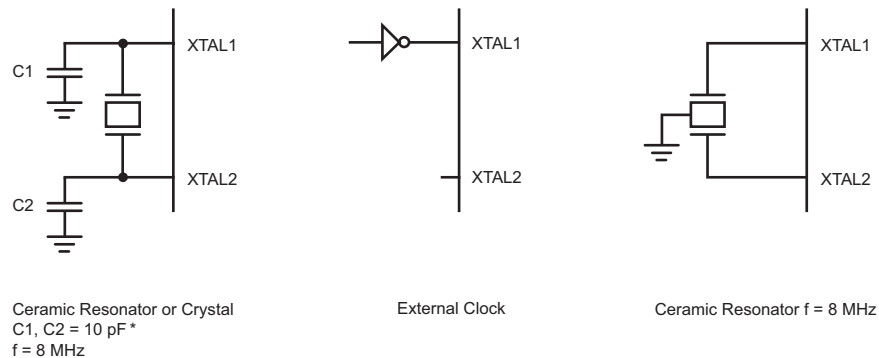 XTAL1
C1
XTAL2
C2
Ceramic Resonator or Crystal
C1, C2 = 10 pF *
f = 8 MHz
XTAL1
XTAL2
External Clock
XTAL1
XTAL2
Ceramic Resonator f = 8 MHz